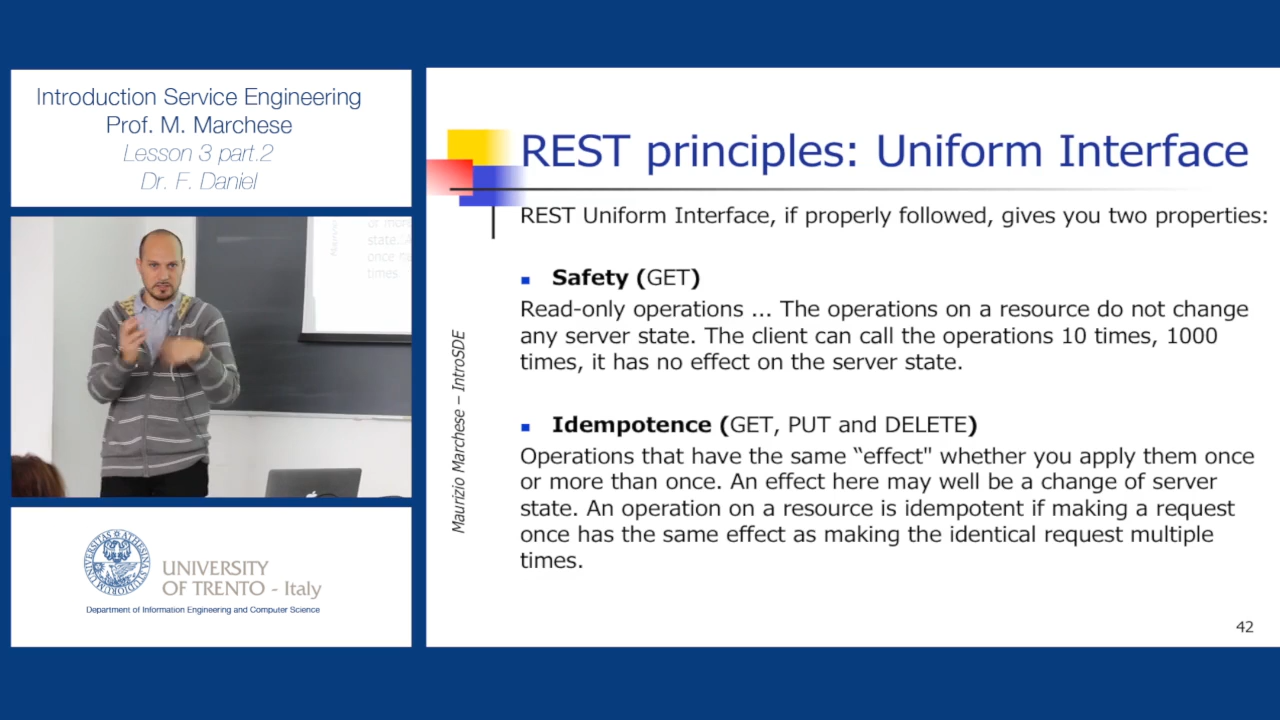 Introduction Service Engineering
Prof. M. Marchese
Lesson 3 part.2
Dr. F. Daniel
UNIVERSITY
OF TRENTO - Italy
Department of Information Engineering and Computer Science
REST principles: Uniform Interface
REST Uniform Interface, if properly followed, gives you two properties:
Safety (GET)
Read-only operations ... The operations on a resource do not change
any server state. The client can call the operations 10 times, 1000
times, it has no effect on the server state.
Idempotence (GET, PUT and DELETE)
Operations that have the same “effect" whether you apply them once
or more than once. An effect here may well be a change of server
state. An operation on a resource is idempotent if making a request
once has the same effect as making the identical request multiple
times.
Maurizio Marchese – IntroSDE
42